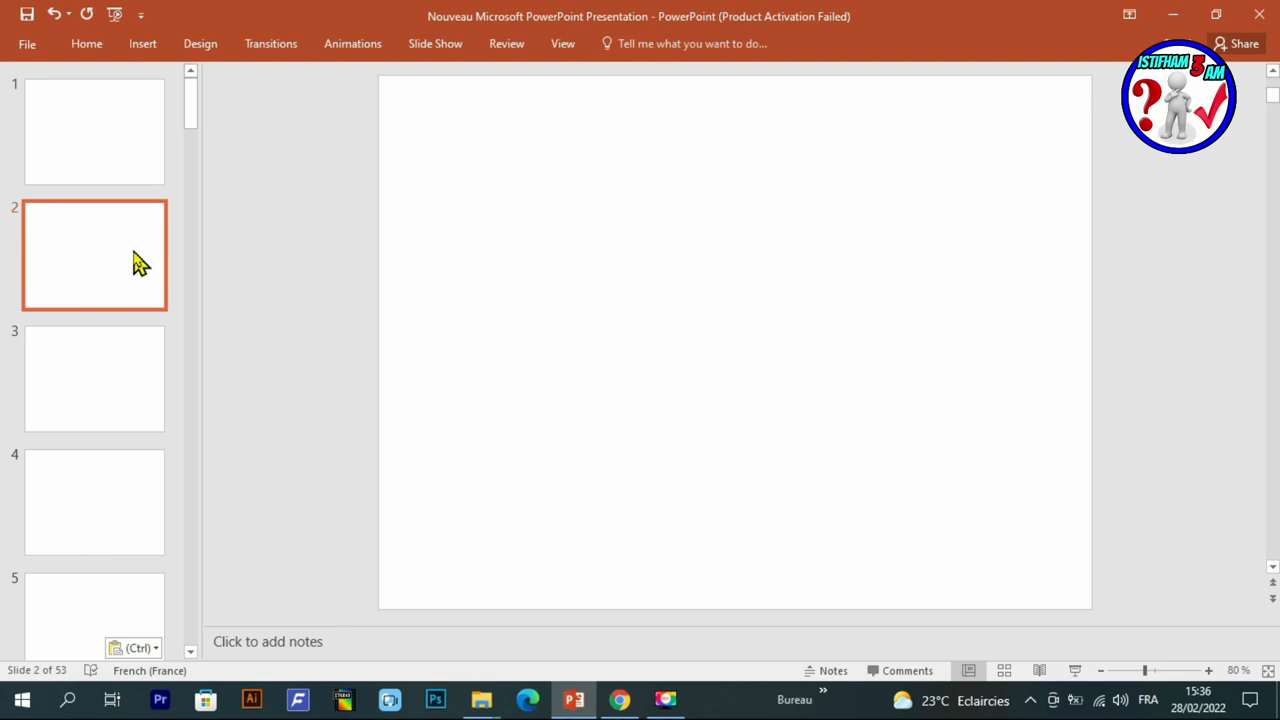 Nouveau Microsoft PowerPoint Presentation - PowerPoint (Product Activation Failed)
File Home Insert Design Transitions Animations Slide Show Review View Tell me what you want to do... Share
ISTIFHAM 3 AM
1
2
3
4
5
(Ctrl)
Click to add notes
Slide 2 of 53 French (France) Notes Comments 80 %
Pr Ai Ps Bureau » 23°C Eclaircies FRA 15:36
28/02/2022